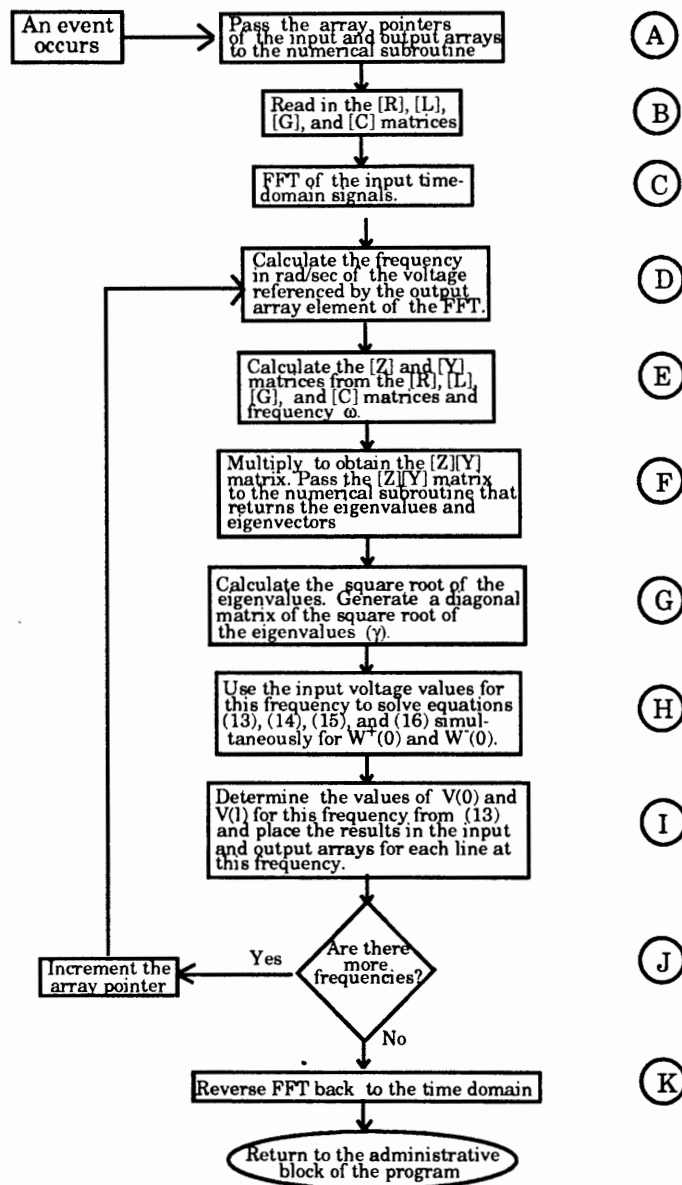 An event
occurs
Pass the array pointers
of the input and output arrays
to the numerical subroutine
A
Read in the [R], [L],
[G], and [C] matrices
B
FFT of the input time-
domain signals.
C
Calculate the frequency
in rad/sec of the voltage
referenced by the output
array element of the FFT.
D
Calculate the [Z] and [Y]
matrices from the [R], [L],
[G], and [C] matrices and
frequency ω.
E
Multiply to obtain the [Z][Y]
matrix. Pass the [Z][Y] matrix
to the numerical subroutine that
returns the eigenvalues and
eigenvectors
F
Calculate the square root of the
eigenvalues. Generate a diagonal
matrix of the square root of
the eigenvalues (γ).
G
Use the input voltage values for
this frequency to solve equations
(13), (14), (15), and (16) simul-
taneously for W⁺(0) and W⁻(0).
H
Determine the values of V(0) and
V(l) for this frequency from (13)
and place the results in the input
and output arrays for each line at
this frequency.
I
Are there
more
frequencies?
J
Yes
Increment the
array pointer
No
Reverse FFT back to the time domain
K
Return to the administrative
block of the program